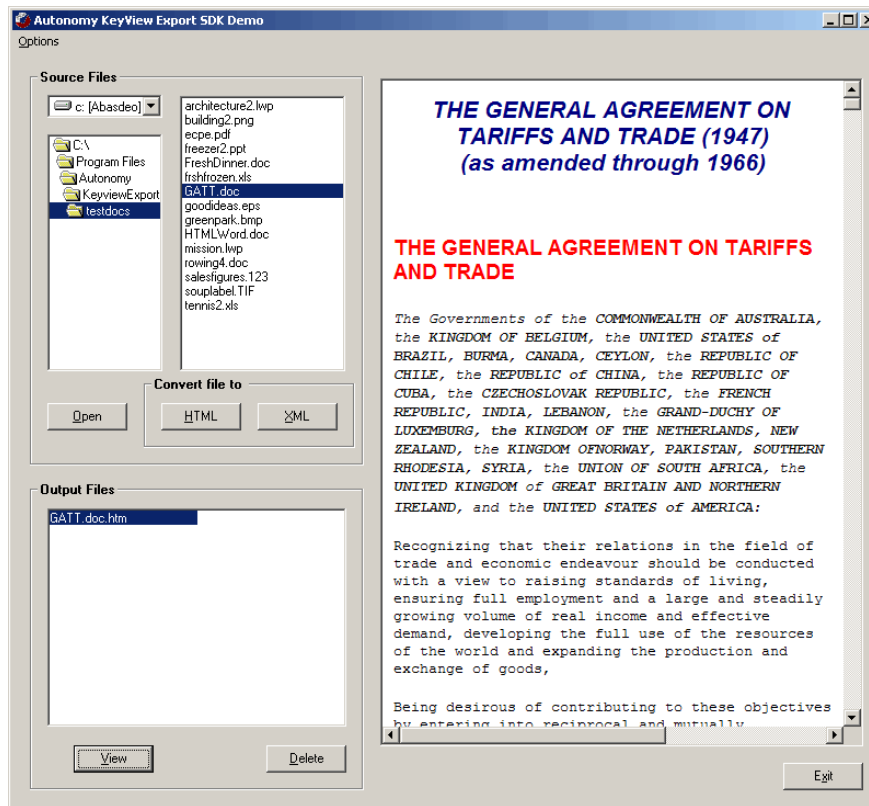 Autonomy KeyView Export SDK Demo
Options
Source Files
c: [Abasdeo]
C:\
Program Files
Autonomy
KeyviewExport
testdocs
architecture2.lwp
building2.png
ecpe.pdf
freezer2.ppt
FreshDinner.doc
frshfrozen.xls
GATT.doc
goodideas.eps
greenpark.bmp
HTMLWord.doc
mission.lwp
rowing4.doc
salesfigures.123
souplabel.TIF
tennis2.xls
Convert file to
Open
HTML
XML
Output Files
GATT.doc.htm
View
Delete
THE GENERAL AGREEMENT ON
TARIFFS AND TRADE (1947)
(as amended through 1966)
THE GENERAL AGREEMENT ON TARIFFS
AND TRADE
The Governments of the COMMONWEALTH OF AUSTRALIA,
the KINGDOM OF BELGIUM, the UNITED STATES of
BRAZIL, BURMA, CANADA, CEYLON, the REPUBLIC OF
CHILE, the REPUBLIC of CHINA, the REPUBLIC OF
CUBA, the CZECHOSLOVAK REPUBLIC, the FRENCH
REPUBLIC, INDIA, LEBANON, the GRAND-DUCHY OF
LUXEMBURG, the KINGDOM OF THE NETHERLANDS, NEW
ZEALAND, the KINGDOM OFNORWAY, PAKISTAN, SOUTHERN
RHODESIA, SYRIA, the UNION OF SOUTH AFRICA, the
UNITED KINGDOM of GREAT BRITAIN AND NORTHERN
IRELAND, and the UNITED STATES of AMERICA:
Recognizing that their relations in the field of
trade and economic endeavour should be conducted
with a view to raising standards of living,
ensuring full employment and a large and steadily
growing volume of real income and effective
demand, developing the full use of the resources
of the world and expanding the production and
exchange of goods,
Being desirous of contributing to these objectives
by entering into reciprocal and mutually
Exit